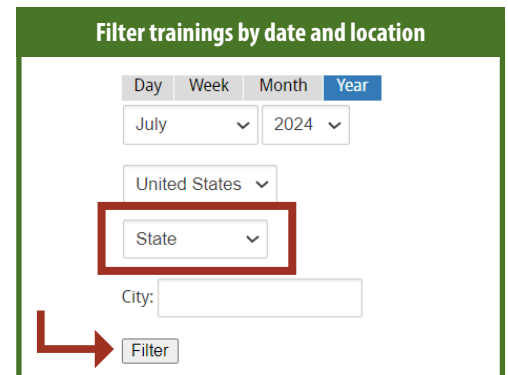 Filter trainings by date and location
Day Week Month Year
July 2024
United States
State
City:
Filter